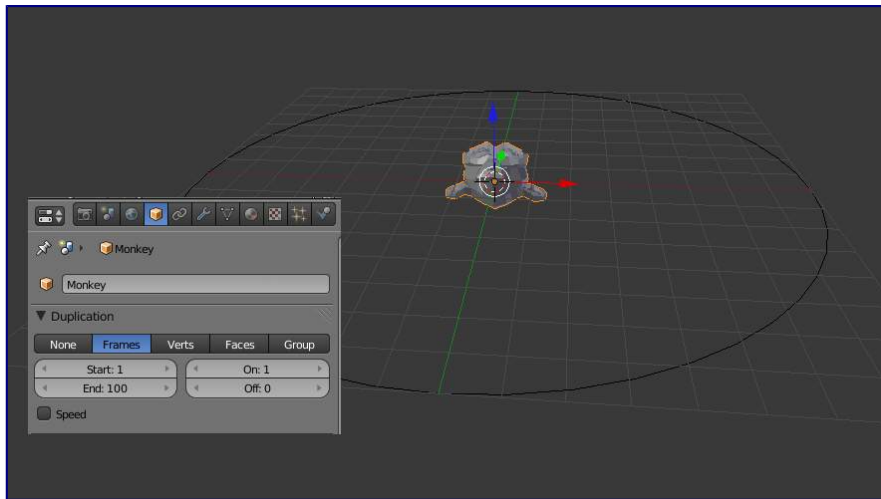 Monkey
Monkey
Duplication
None Frames Verts Faces Group
Start: 1 On: 1
End: 100 Off: 0
Speed